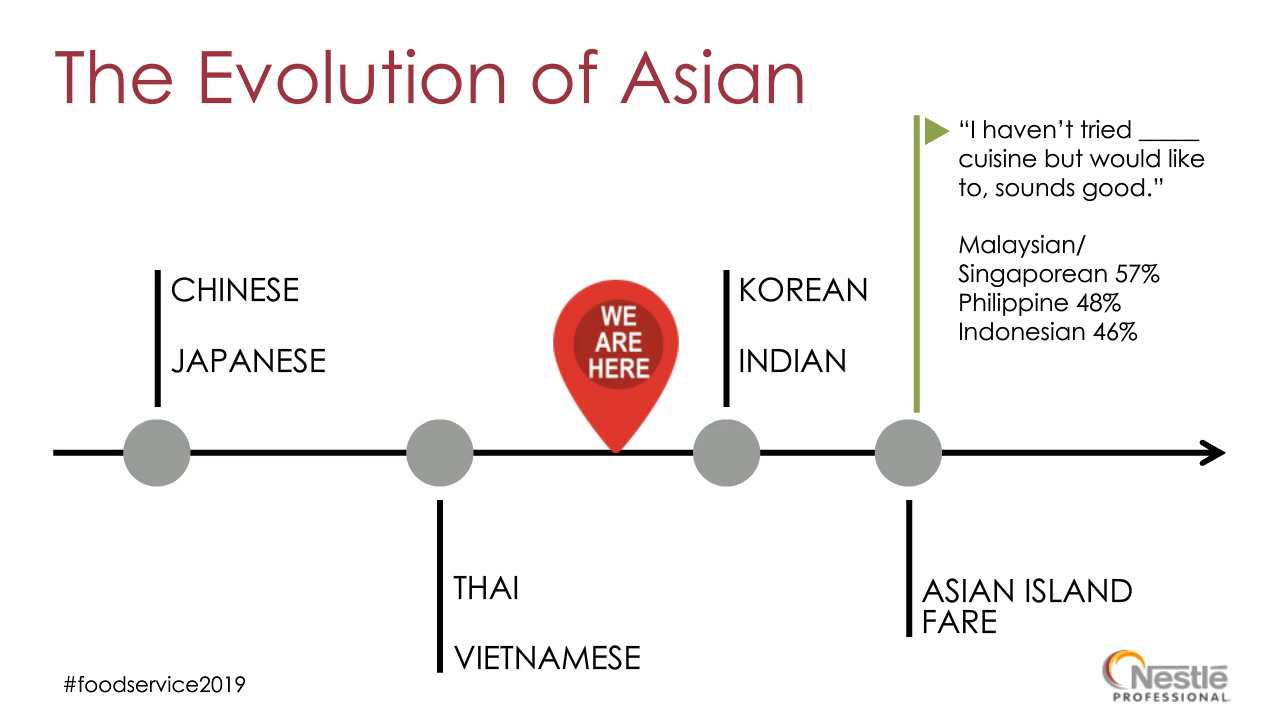 The Evolution of Asian
“I haven’t tried _____
cuisine but would like
to, sounds good.”
Malaysian/
Singaporean 57%
Philippine 48%
Indonesian 46%
CHINESE
JAPANESE
WE
ARE
HERE
KOREAN
INDIAN
THAI
VIETNAMESE
ASIAN ISLAND
FARE
#foodservice2019
Nestlé
PROFESSIONAL.